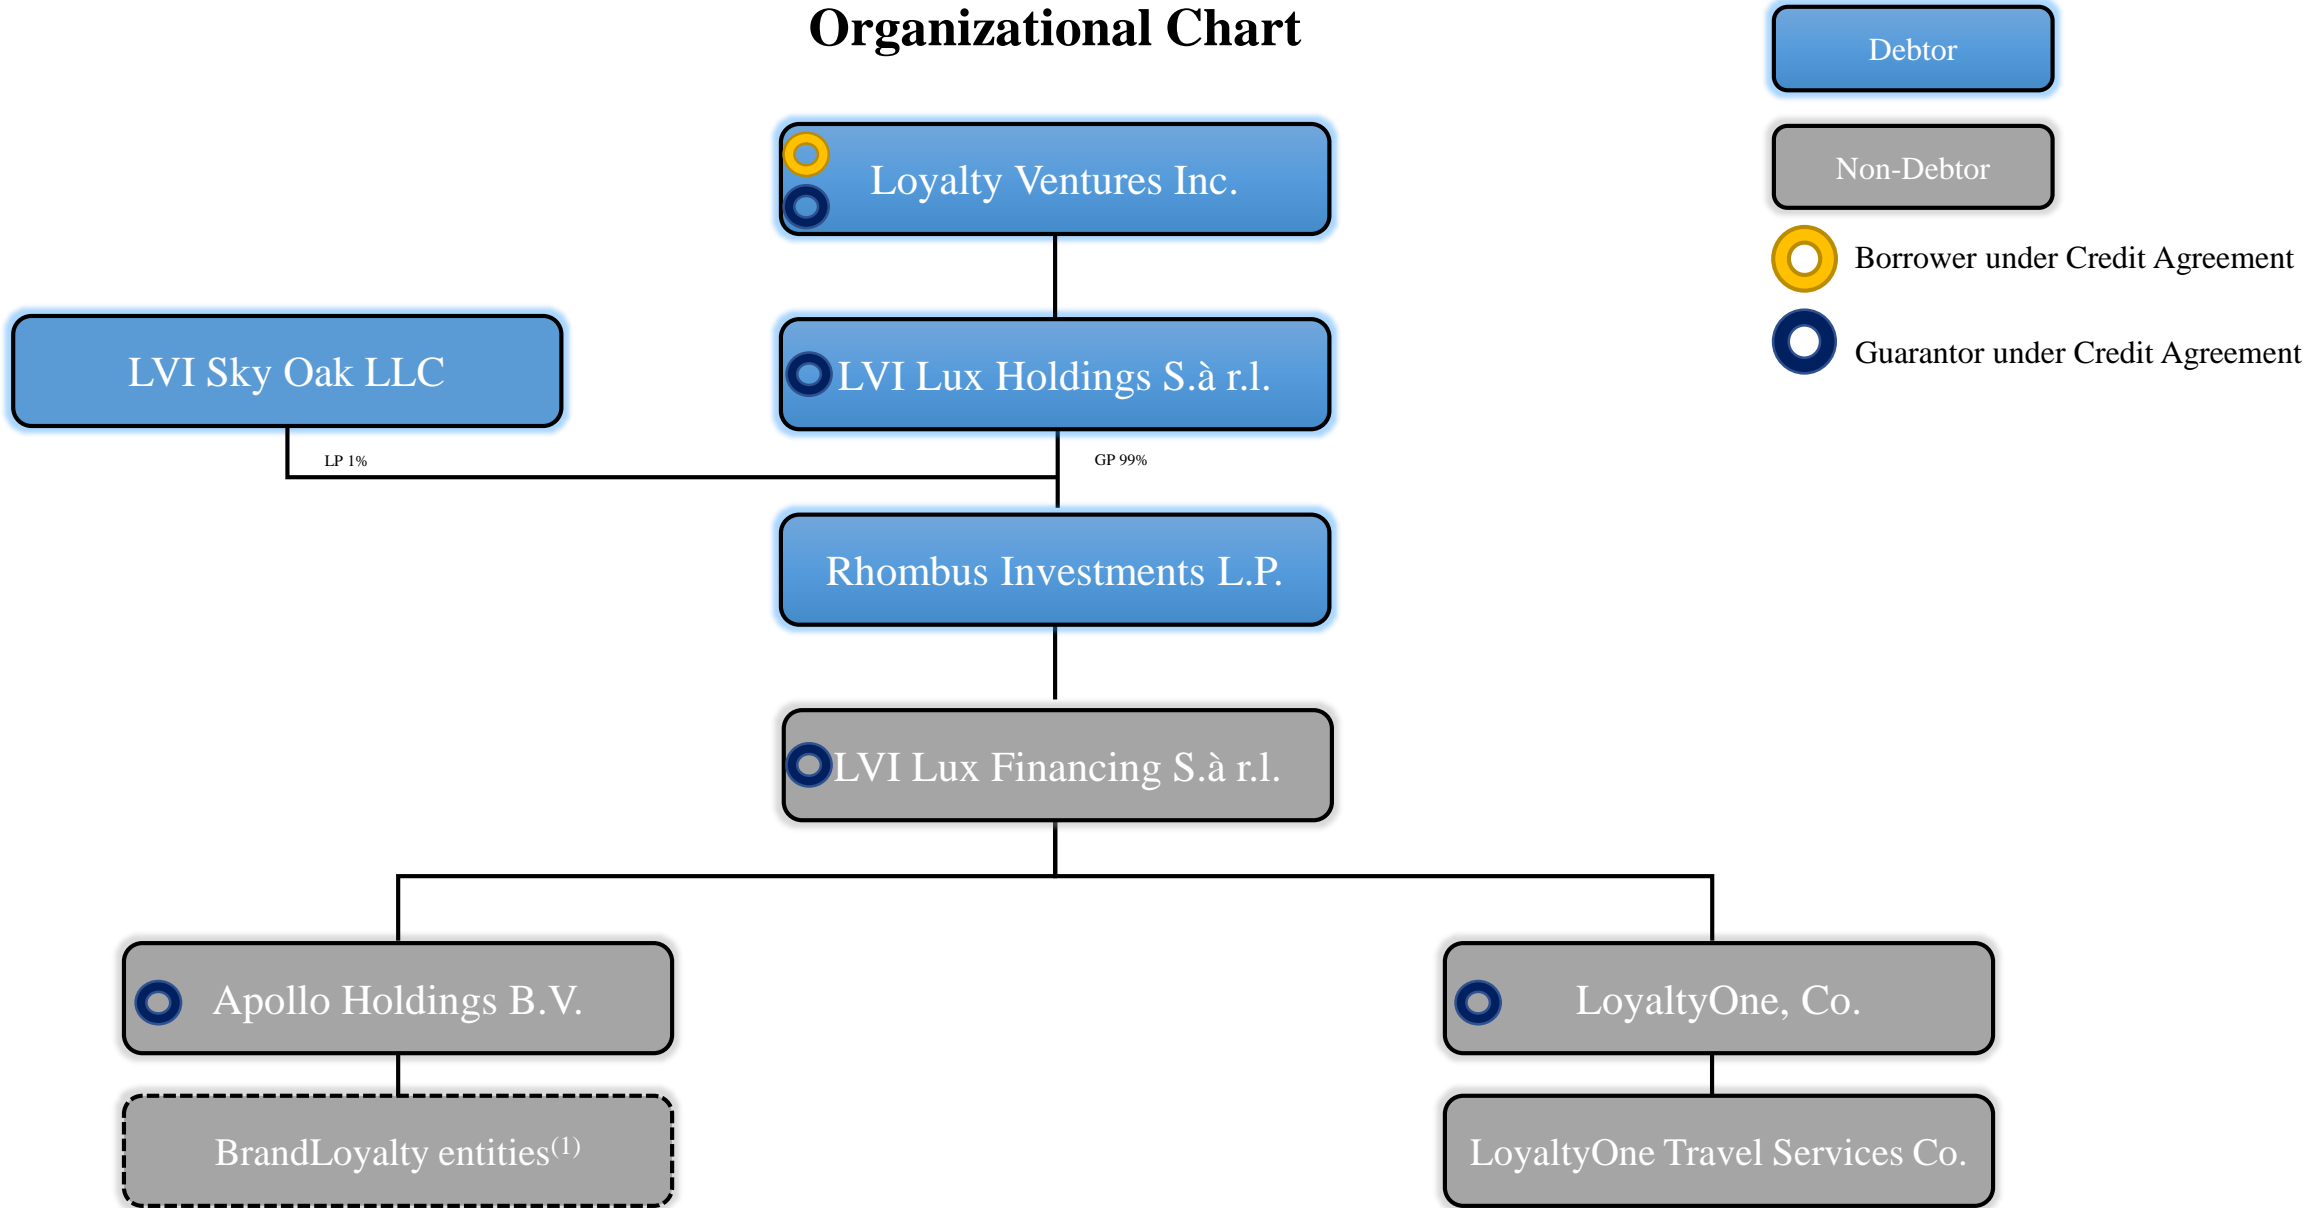 Organizational Chart
Debtor
Non-Debtor
Borrower under Credit Agreement
Guarantor under Credit Agreement
Loyalty Ventures Inc.
LVI Sky Oak LLC
LVI Lux Holdings S.à r.l.
LP 1%
GP 99%
Rhombus Investments L.P.
LVI Lux Financing S.à r.l.
Apollo Holdings B.V.
LoyaltyOne, Co.
BrandLoyalty entities(1)
LoyaltyOne Travel Services Co.